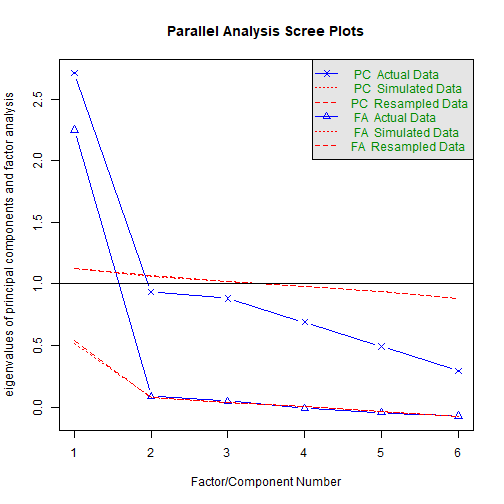 Parallel Analysis Scree Plots
eigenvalues of principal components and factor analysis
2.5
2.0
1.5
1.0
0.5
0.0
PC Actual Data
PC Simulated Data
PC Resampled Data
FA Actual Data
FA Simulated Data
FA Resampled Data
1 2 3 4 5 6
Factor/Component Number